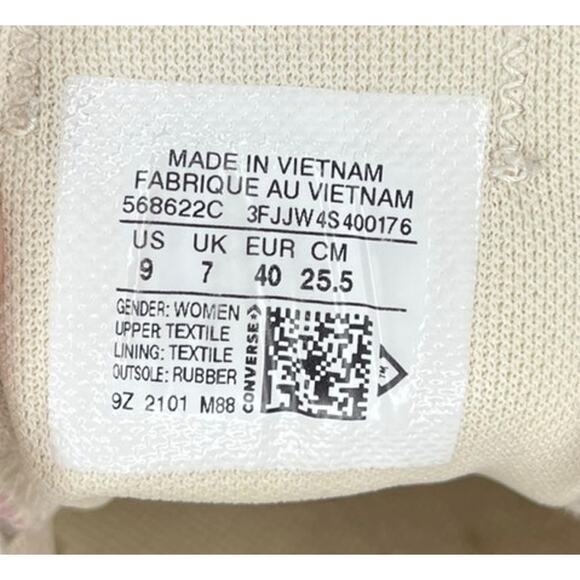 MADE IN VIETNAM
FABRIQUE AU VIETNAM
568622C 3FJJW4S400176
US UK EUR CM
9 7 40 25.5
GENDER: WOMEN
UPPER: TEXTILE
LINING: TEXTILE
OUTSOLE: RUBBER
9Z 2101 M88
CONVERSE
TM